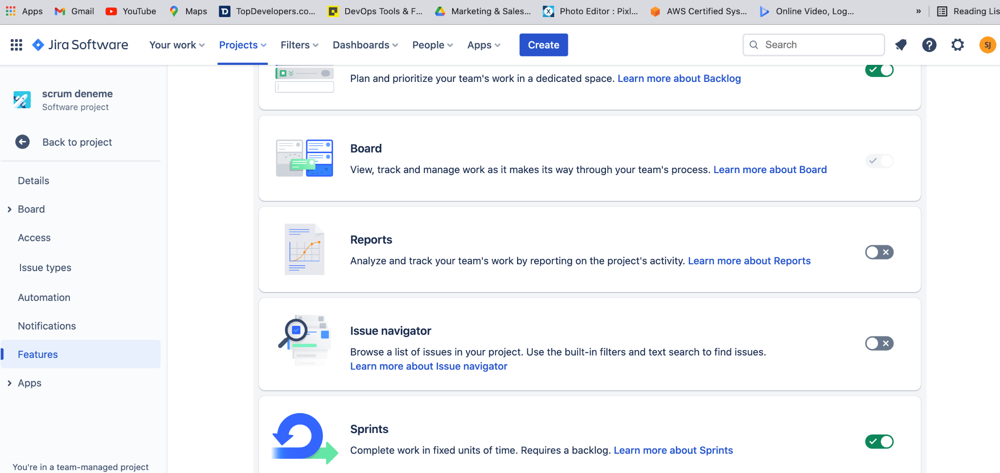 Apps Gmail YouTube Maps TopDevelopers.co... DevOps Tools & F... Marketing & Sales... Photo Editor : Pixl... AWS Certified Sys... Online Video, Log... » Reading Lis
Jira Software Your work Projects Filters Dashboards People Apps Create Search SJ
scrum deneme
Software project
Back to project
Details
Board
Access
Issue types
Automation
Notifications
Features
Apps
You're in a team-managed project
Plan and prioritize your team's work in a dedicated space. Learn more about Backlog
Board
View, track and manage work as it makes its way through your team's process. Learn more about Board
Reports
Analyze and track your team's work by reporting on the project's activity. Learn more about Reports
Issue navigator
Browse a list of issues in your project. Use the built-in filters and text search to find issues.
Learn more about Issue navigator
Sprints
Complete work in fixed units of time. Requires a backlog. Learn more about Sprints